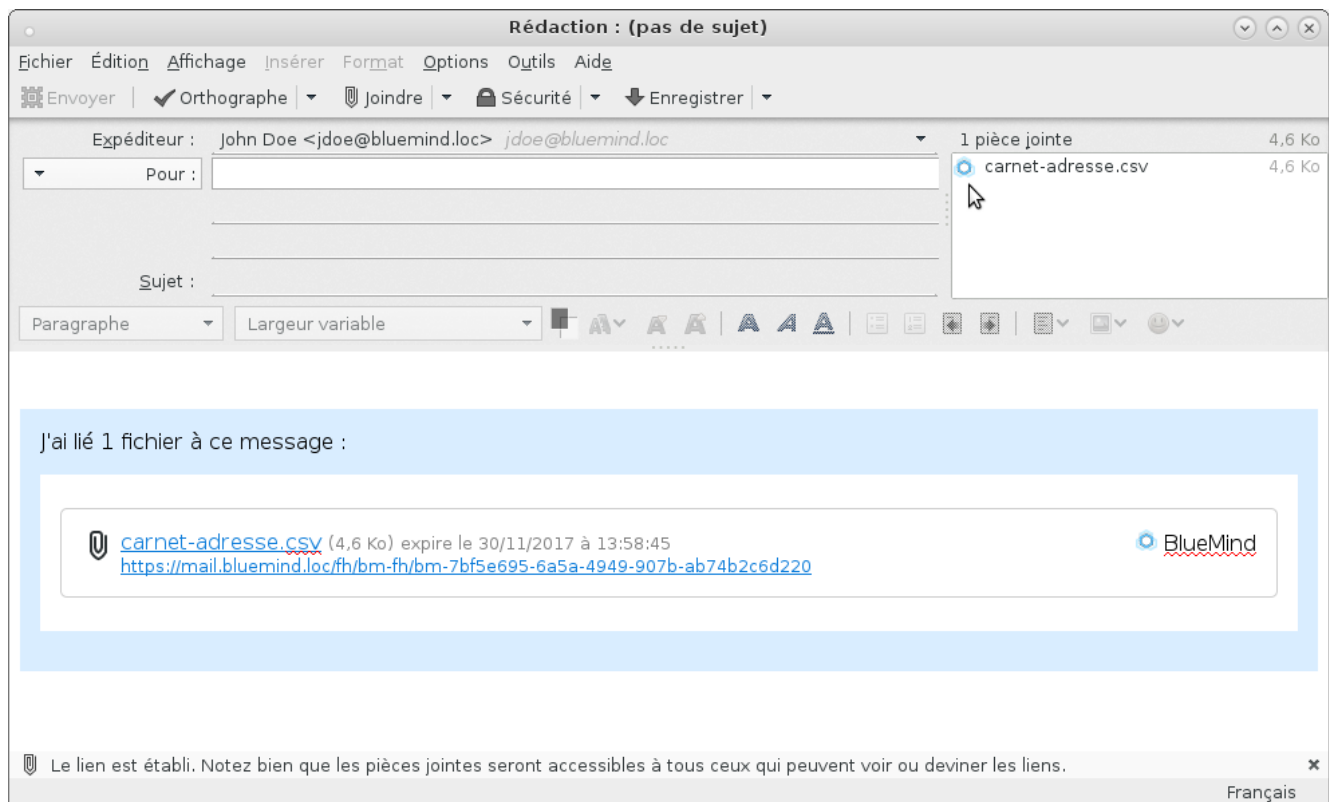 Rédaction : (pas de sujet)
Fichier Édition Affichage Insérer Format Options Outils Aide
Envoyer Orthographe Joindre Sécurité Enregistrer
Expéditeur : John Doe <jdoe@bluemind.loc> jdoe@bluemind.loc
1 pièce jointe 4,6 Ko
Pour :
carnet-adresse.csv 4,6 Ko
Sujet :
Paragraphe Largeur variable
J'ai lié 1 fichier à ce message :
carnet-adresse.csv (4,6 Ko) expire le 30/11/2017 à 13:58:45
BlueMind
https://mail.bluemind.loc/fh/bm-fh/bm-7bf5e695-6a5a-4949-907b-ab74b2c6d220
Le lien est établi. Notez bien que les pièces jointes seront accessibles à tous ceux qui peuvent voir ou deviner les liens.
Français